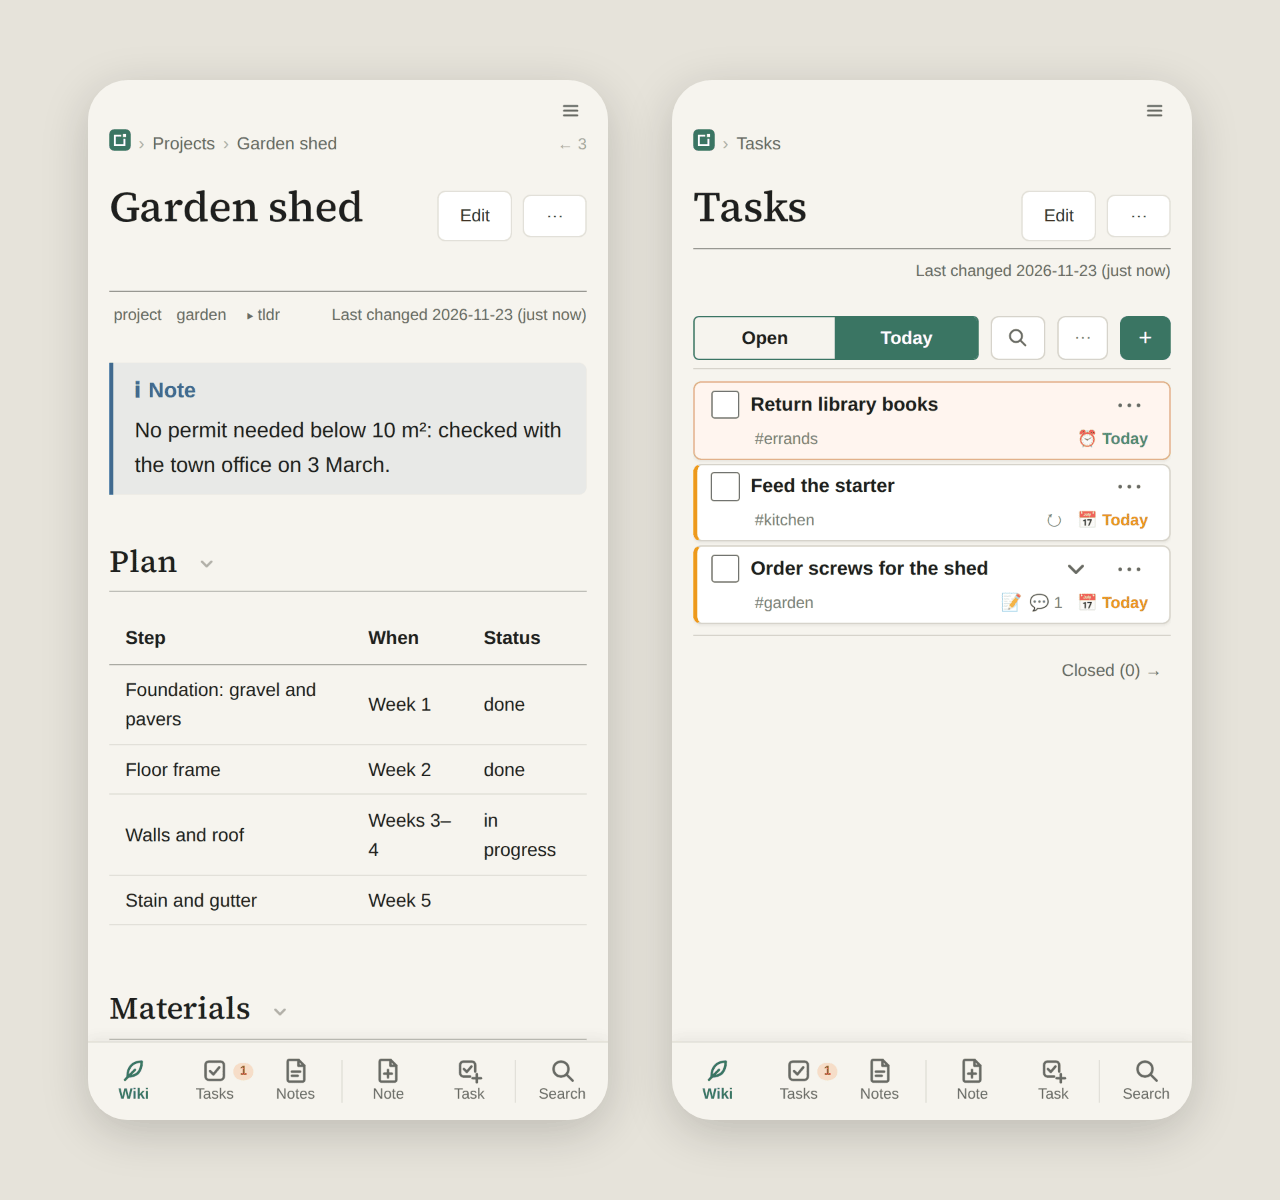 › Projects › Garden shed ← 3
Garden shed
Edit ...
project garden ▸ tldr Last changed 2026-11-23 (just now)
Note
No permit needed below 10 m²: checked with
the town office on 3 March.
Plan
Step When Status
Foundation: gravel and
pavers
Week 1 done
Floor frame Week 2 done
Walls and roof
Weeks 3–
4
in
progress
Stain and gutter Week 5
Materials
Wiki Tasks 1 Notes Note Task Search
› Tasks
Tasks
Edit ...
Last changed 2026-11-23 (just now)
Open Today ... +
Return library books
#errands ⏰ Today
Feed the starter
#kitchen 📅 Today
Order screws for the shed
#garden 📝 💬 1 📅 Today
Closed (0) →
Wiki Tasks 1 Notes Note Task Search